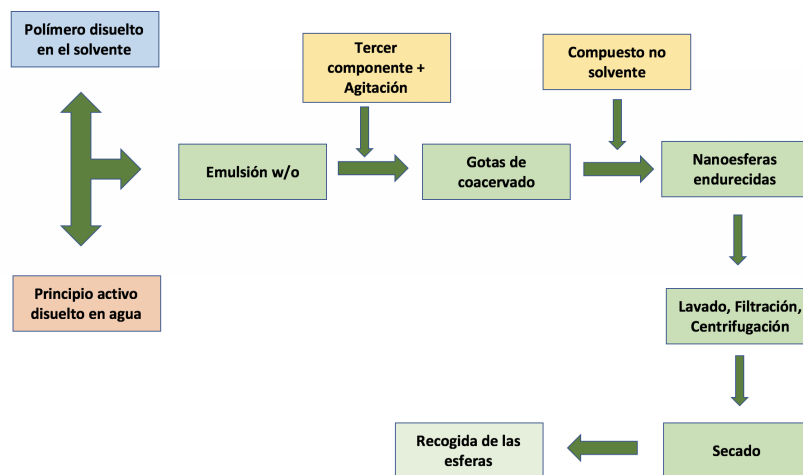 Polímero disuelto
en el solvente
Tercer
componente +
Agitación
Compuesto no
solvente
Emulsión w/o
Gotas de
coacervado
Nanoesferas
endurecidas
Principio activo
disuelto en agua
Lavado, Filtración,
Centrifugación
Recogida de las
esferas
Secado